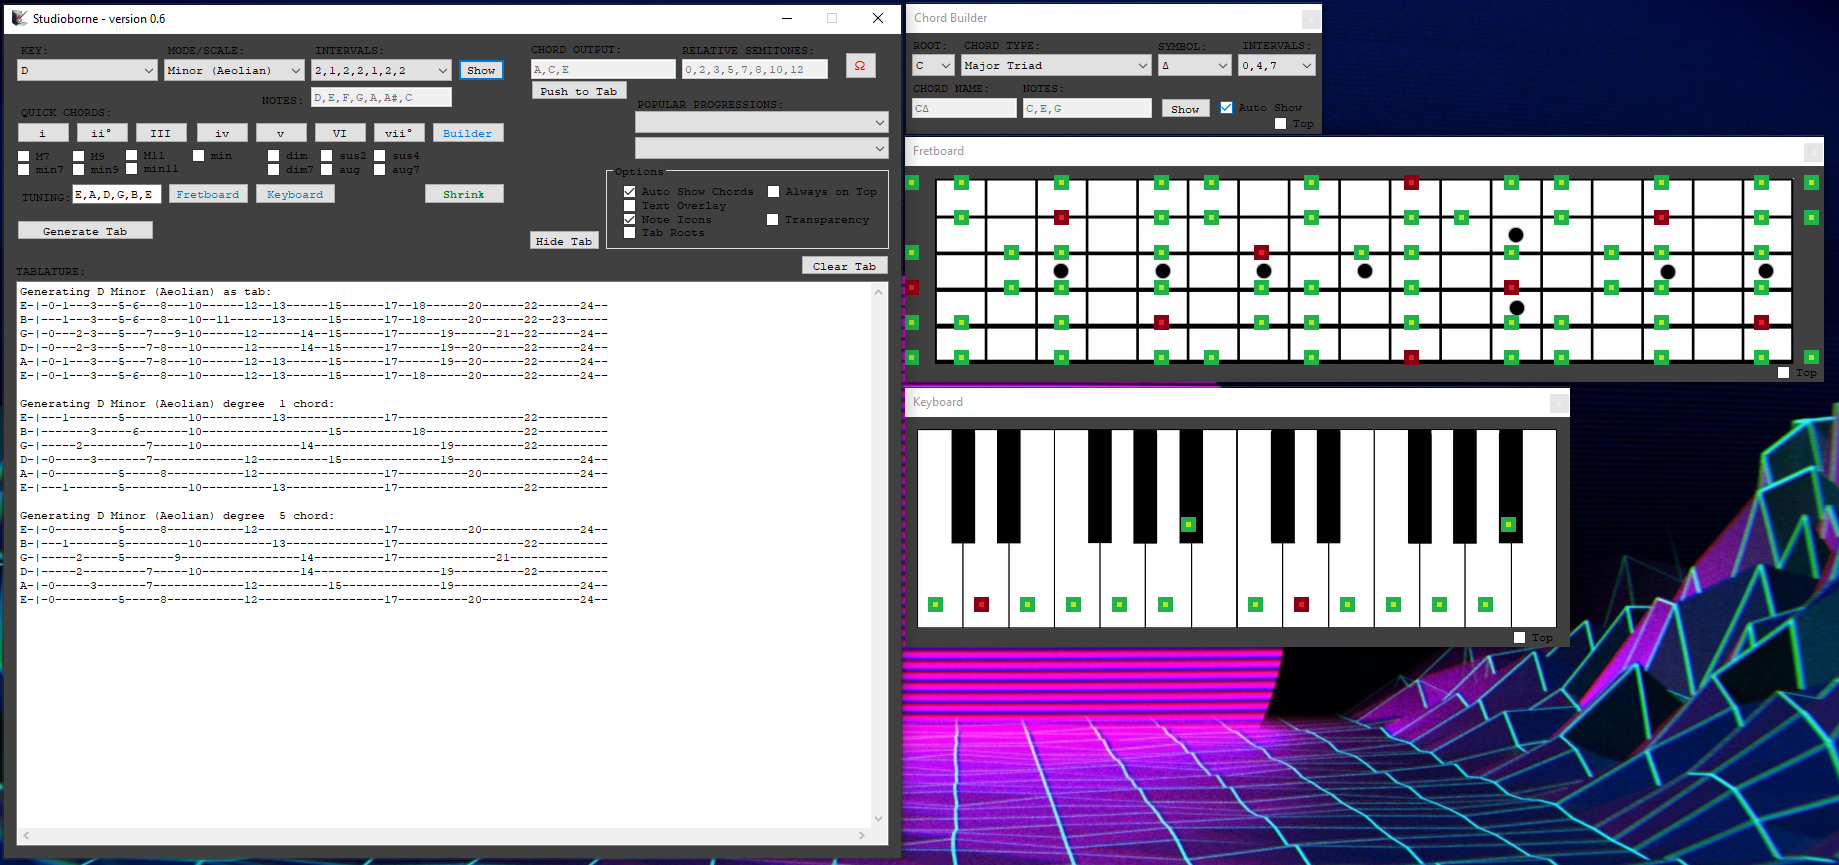 Studioborne - version 0.6
KEY:
MODE/SCALE:
INTERVALS:
CHORD OUTPUT:
RELATIVE SEMITONES:
D
Minor (Aeolian)
2,1,2,2,1,2,2
Show
A,C,E
0,2,3,5,7,8,10,12
Ω
Push to Tab
NOTES:
D,E,F,G,A,A#,C
POPULAR PROGRESSIONS:
QUICK CHORDS:
i
ii°
III
iv
v
VI
vii°
Builder
M7
M9
M11
min
dim
sus2
sus4
min7
min9
min11
dim7
aug
aug7
TUNING:
E,A,D,G,B,E
Fretboard
Keyboard
Shrink
Options
Auto Show Chords
Always on Top
Text Overlay
Note Icons
Transparency
Tab Roots
Generate Tab
Hide Tab
Clear Tab
TABLATURE:
Generating D Minor (Aeolian) as tab:
E-|-0-1---3---5-6---8---10------12--13------15------17--18------20------22------24--
B-|---1---3---5-6---8---10--11------13------15------17--18------20------22--23------
G-|-0---2-3---5---7---9-10------12------14--15------17------19------21--22------24--
D-|-0---2-3---5---7-8---10------12------14--15------17------19--20------22------24--
A-|-0-1---3---5---7-8---10------12--13------15------17------19--20------22------24--
E-|-0-1---3---5-6---8---10------12--13------15------17--18------20------22------24--
Generating D Minor (Aeolian) degree  1 chord:
E-|---1-------5---------10----------13--------------17------------------22----------
B-|-------3-----6-------10------------------15----------18--------------22----------
G-|-----2---------7-----10--------------14------------------19----------22----------
D-|-0-----3-------7-------------12----------15--------------19------------------24--
A-|-0---------5-----8-----------12------------------17----------20--------------24--
E-|---1-------5---------10----------13--------------17------------------22----------
Generating D Minor (Aeolian) degree  5 chord:
E-|-0---------5-----8-----------12------------------17----------20--------------24--
B-|---1-------5---------10----------13--------------17------------------22----------
G-|-----2-----5-------9-----------------14----------17--------------21--------------
D-|-----2---------7-----10--------------14------------------19----------22----------
A-|-0-----3-------7-------------12----------15--------------19------------------24--
E-|-0---------5-----8-----------12------------------17----------20--------------24--
Chord Builder
ROOT:
CHORD TYPE:
SYMBOL:
INTERVALS:
C
Major Triad
Δ
0,4,7
CHORD NAME:
NOTES:
CΔ
C,E,G
Show
Auto Show
Top
Fretboard
Top
Keyboard
Top